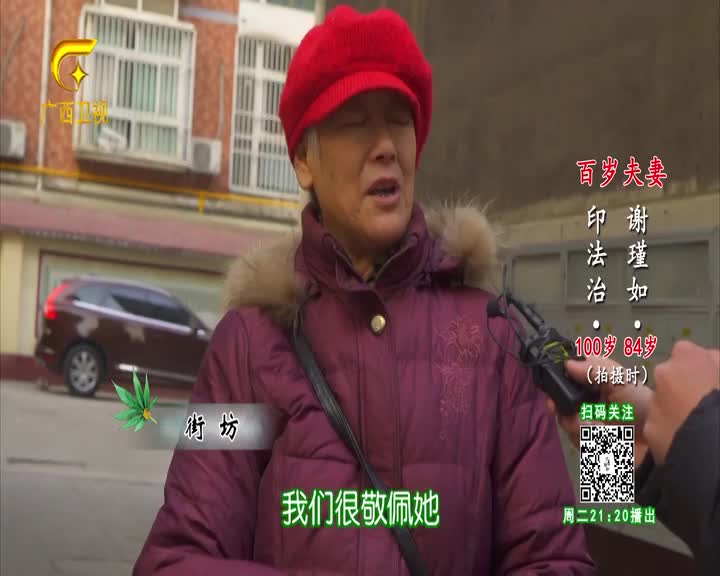 广西卫视
百岁夫妻
谢瑾如·84岁
印法治·100岁
（拍摄时）
扫码关注
周二21:20播出
街坊
我们很敬佩她